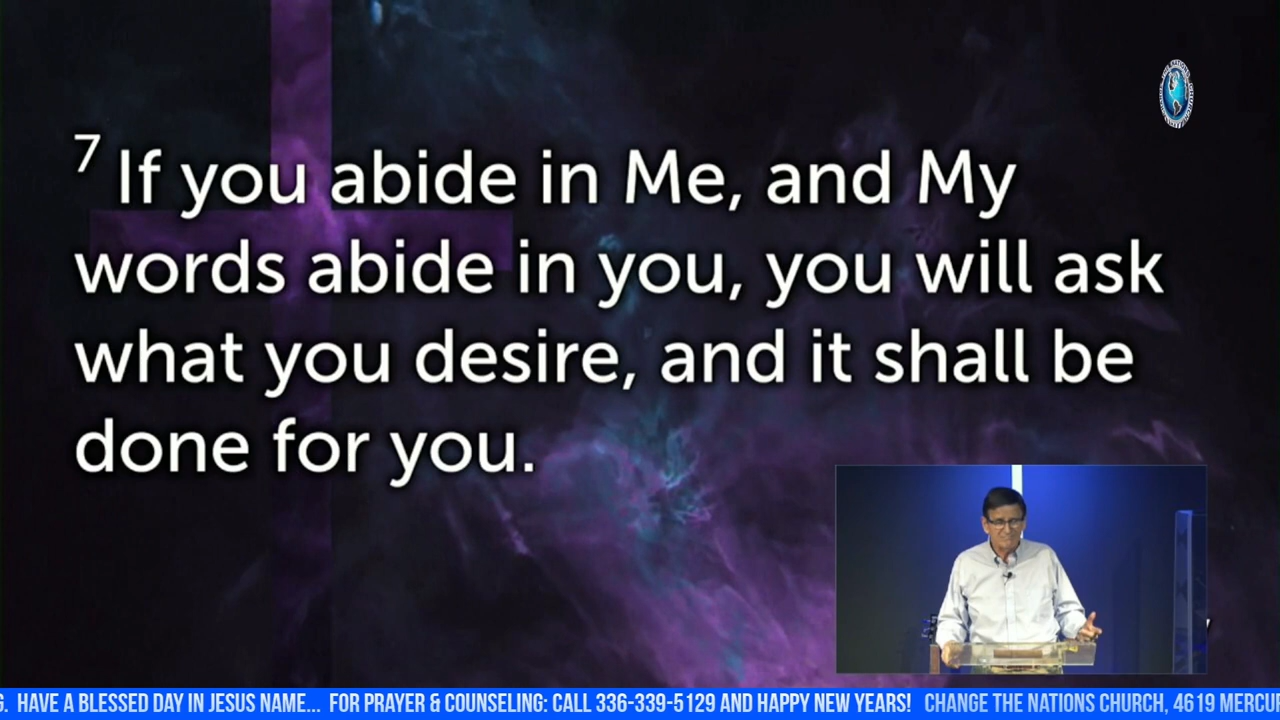 7 If you abide in Me, and My
words abide in you, you will ask
what you desire, and it shall be
done for you.
G. HAVE A BLESSED DAY IN JESUS NAME... FOR PRAYER & COUNSELING: CALL 336-339-5129 AND HAPPY NEW YEARS! CHANGE THE NATIONS CHURCH, 4619 MERCU